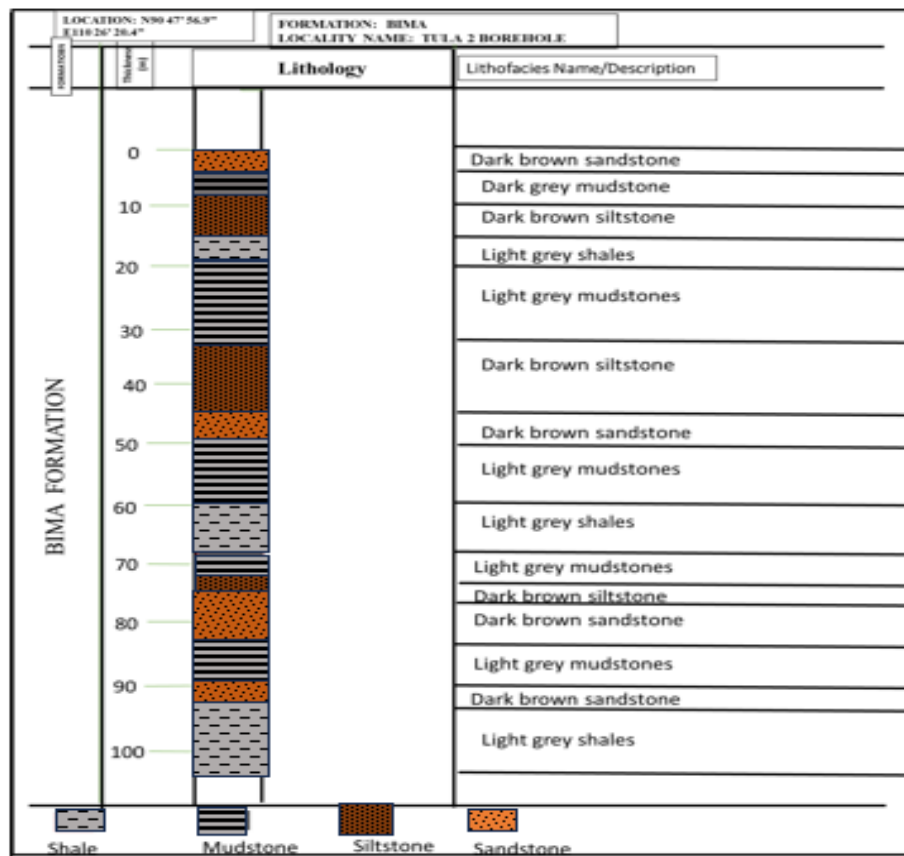 LOCATION: N90 47' 56.9"
E110 26' 20.4"
FORMATION: BIMA
LOCALITY NAME: TULA 2 BOREHOLE
FORMATIONS
Thickness
(m)
Lithology
Lithofacies Name/Description
0
Dark brown sandstone
Dark grey mudstone
10
Dark brown siltstone
Light grey shales
20
Light grey mudstones
30
Dark brown siltstone
40
Dark brown sandstone
50
Light grey mudstones
60
Light grey shales
70
Light grey mudstones
Dark brown siltstone
80
Dark brown sandstone
Light grey mudstones
90
Dark brown sandstone
Light grey shales
100
BIMA FORMATION
Shale
Mudstone
Siltstone
Sandstone